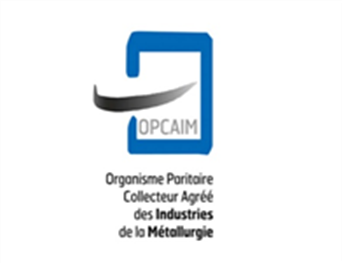 OPCAIM
Organisme Paritaire
Collecteur Agréé
des Industries
de la Métallurgie